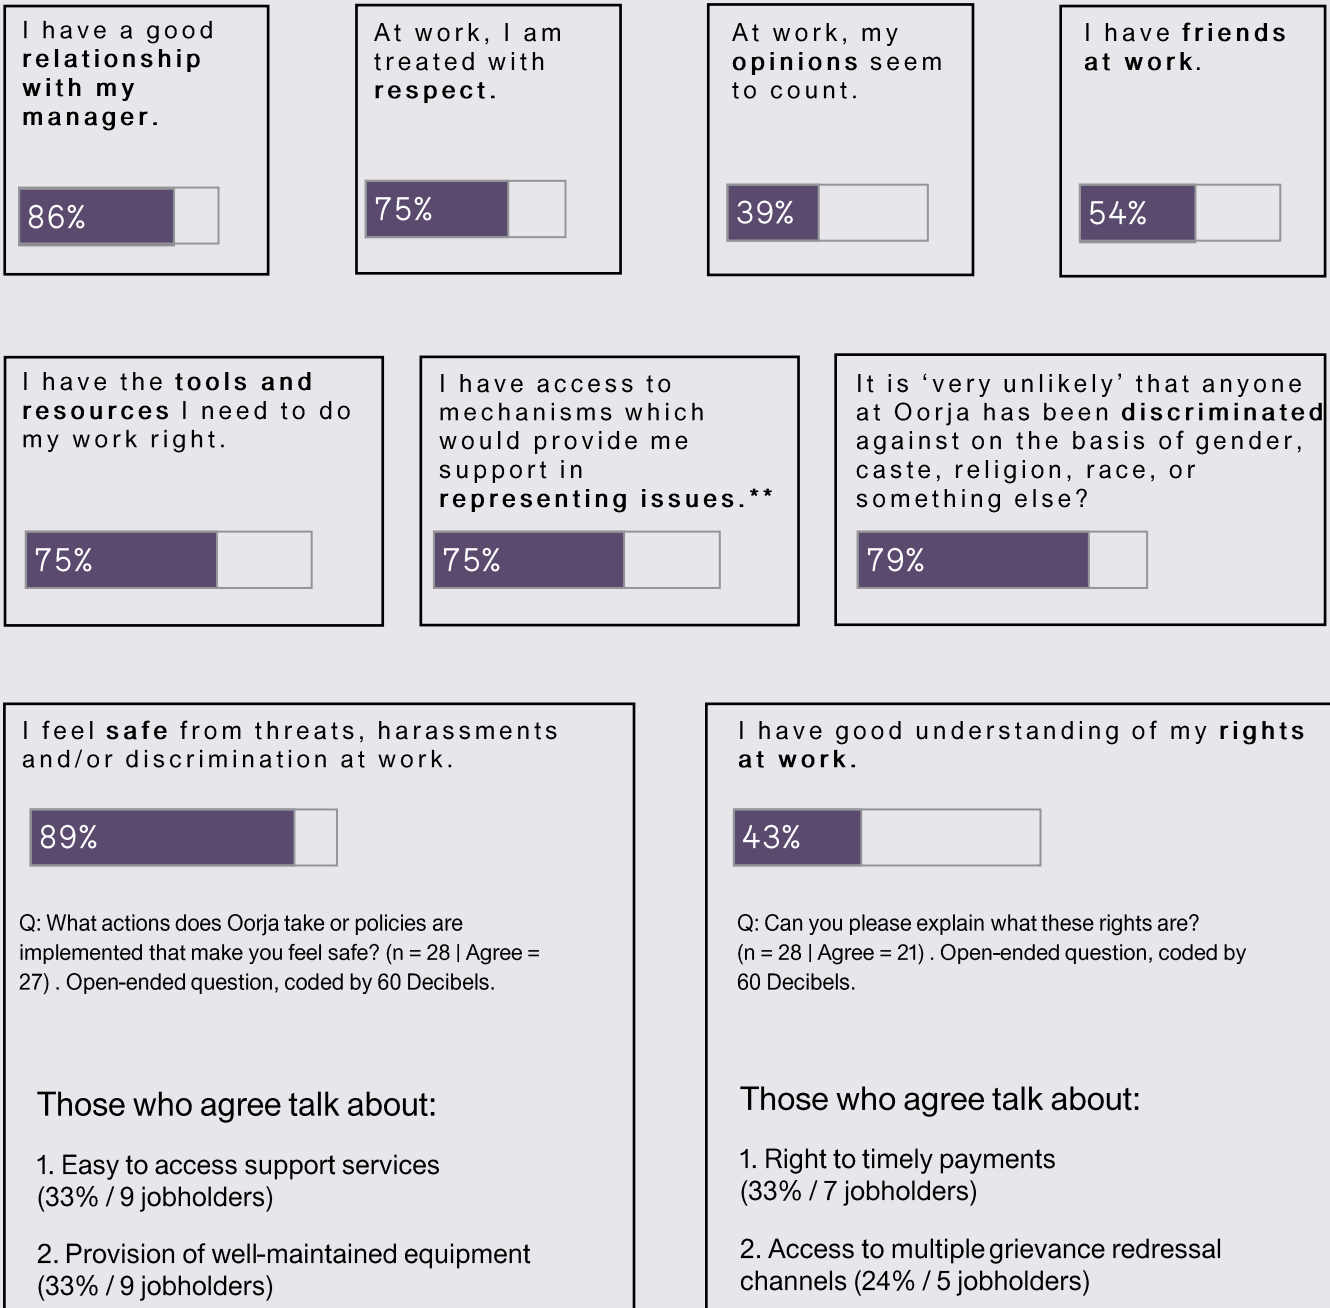 I have a good
relationship
with my
manager.
86%
At work, I am
treated with
respect.
75%
At work, my
opinions seem
to count.
39%
I have friends
at work.
54%
I have the tools and
resources I need to do
my work right.
75%
I have access to
mechanisms which
would provide me
support in
representing issues.**
75%
It is ‘very unlikely’ that anyone
at Oorja has been discriminated
against on the basis of gender,
caste, religion, race, or
something else?
79%
I feel safe from threats, harassments
and/or discrimination at work.
89%
Q: What actions does Oorja take or policies are
implemented that make you feel safe? (n = 28 | Agree =
27) . Open-ended question, coded by 60 Decibels.
Those who agree talk about:
1. Easy to access support services
(33% / 9 jobholders)
2. Provision of well-maintained equipment
(33% / 9 jobholders)
I have good understanding of my rights
at work.
43%
Q: Can you please explain what these rights are?
(n = 28 | Agree = 21) . Open-ended question, coded by
60 Decibels.
Those who agree talk about:
1. Right to timely payments
(33% / 7 jobholders)
2. Access to multiple grievance redressal
channels (24% / 5 jobholders)